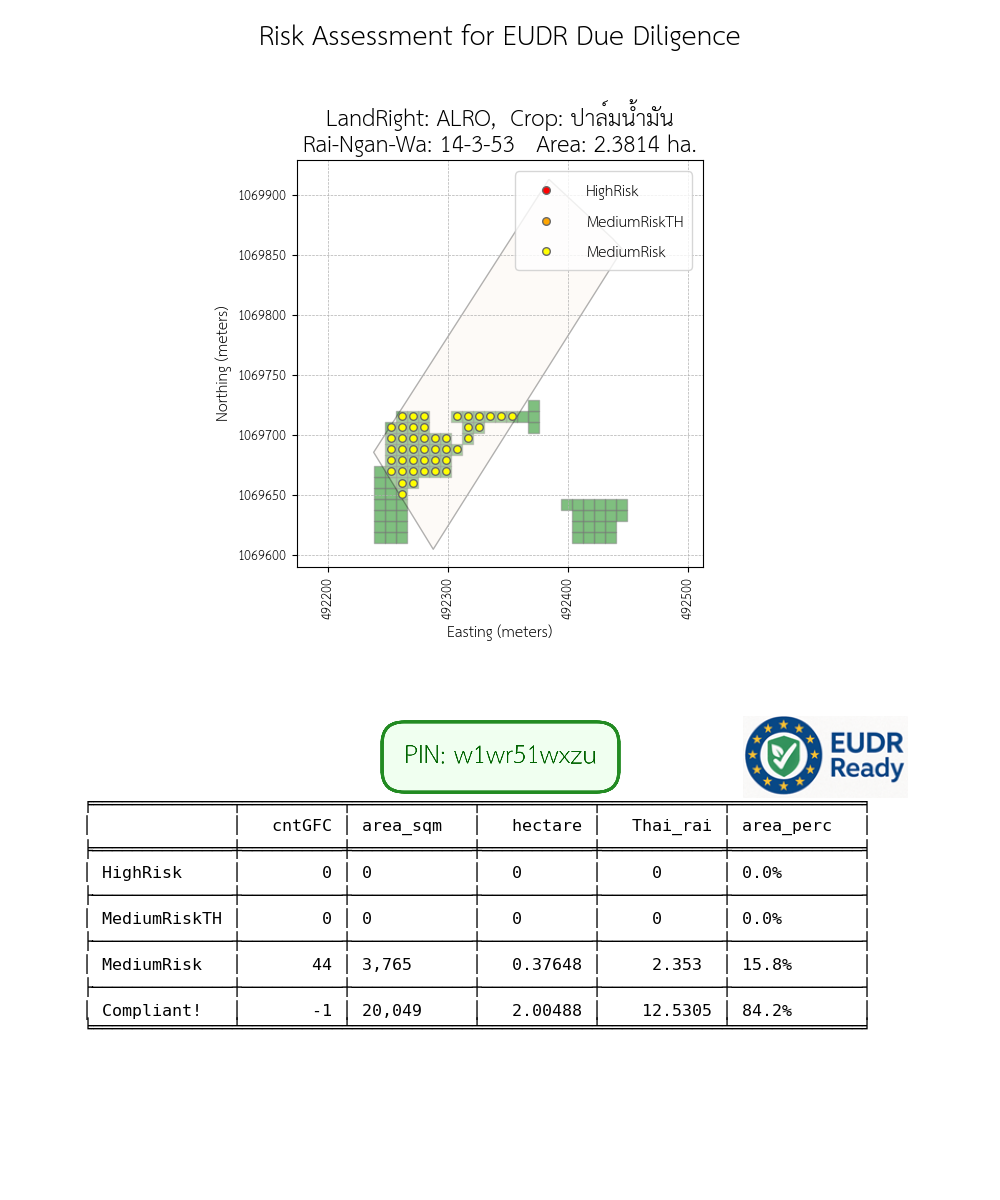 Risk Assessment for EUDR Due Diligence
LandRight: ALRO, Crop: ปาล์มน้ำมัน
Rai-Ngan-Wa: 14-3-53 Area: 2.3814 ha.
HighRisk
MediumRiskTH
MediumRisk
Northing (meters)
1069900
1069850
1069800
1069750
1069700
1069650
1069600
492200 492300 492400 492500
Easting (meters)
PIN: w1wr51wxzu
EUDR
Ready
cntGFC area_sqm hectare Thai_rai area_perc
HighRisk 0 0 0 0 0.0%
MediumRiskTH 0 0 0 0 0.0%
MediumRisk 44 3,765 0.37648 2.353 15.8%
Compliant! -1 20,049 2.00488 12.5305 84.2%